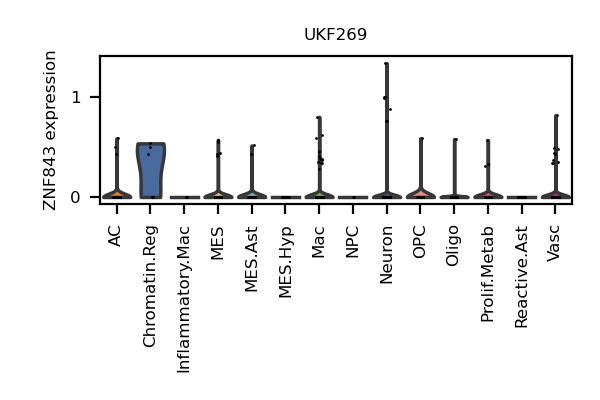 UKF269
ZNF843 expression
1
0
AC
Chromatin.Reg
Inflammatory.Mac
MES
MES.Ast
MES.Hyp
Mac
NPC
Neuron
OPC
Oligo
Prolif.Metab
Reactive.Ast
Vasc